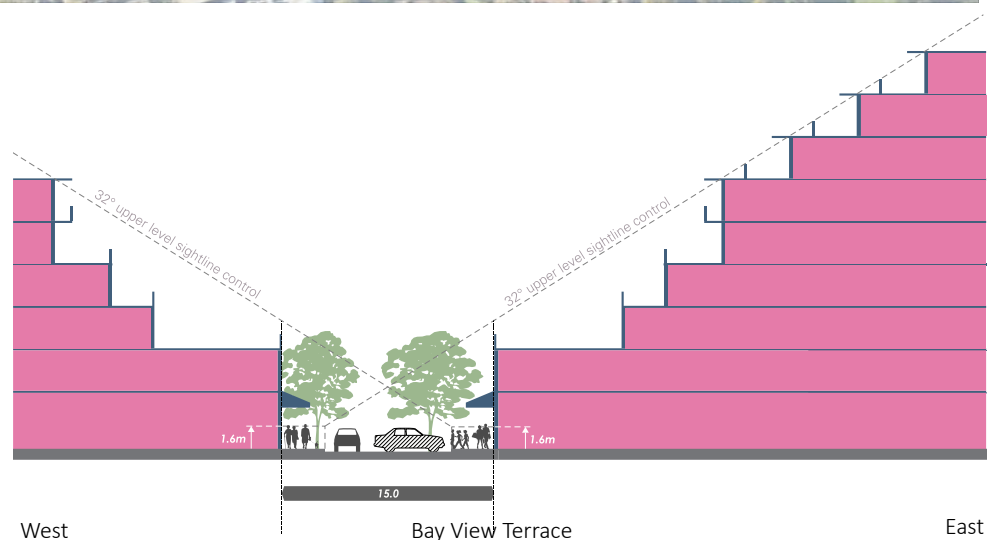 32° upper level sightline control
32° upper level sightline control
1.6m
1.6m
15.0
West
Bay View Terrace
East